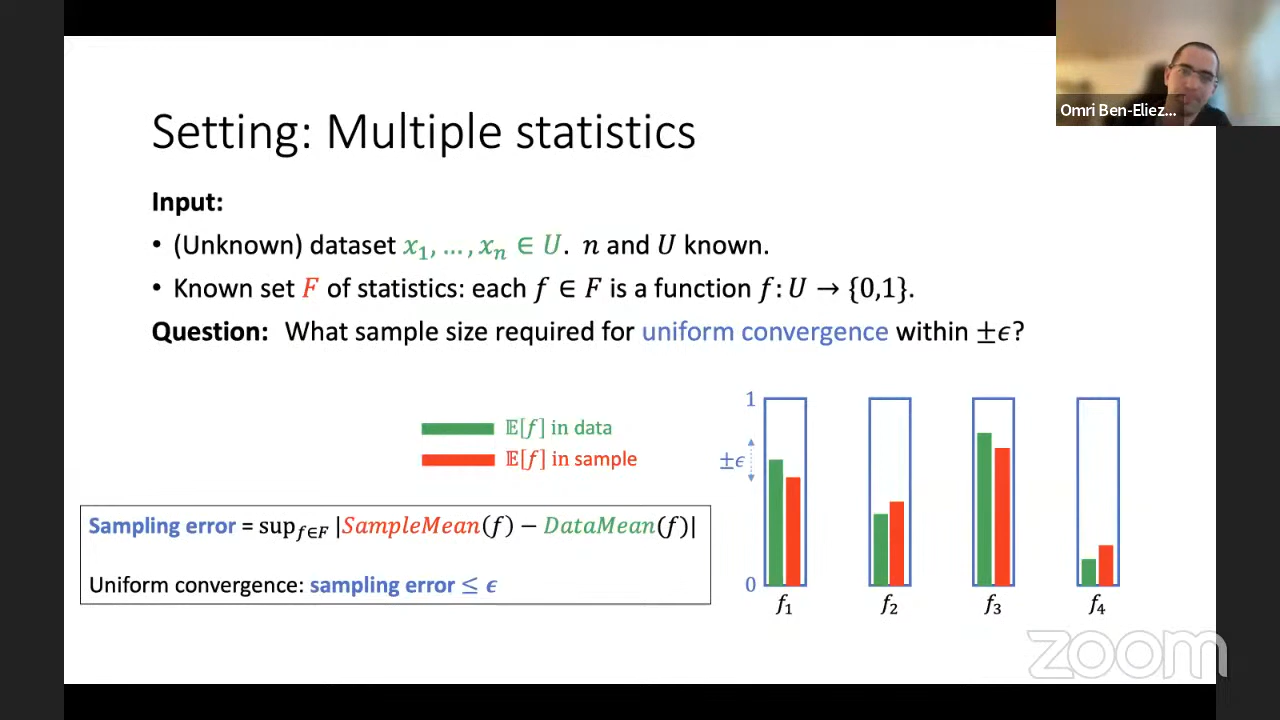 Omri Ben-Eliez...
Setting: Multiple statistics
Input:
• (Unknown) dataset x₁, …, xₙ ∈ U. n and U known.
• Known set F of statistics: each f ∈ F is a function f: U → {0,1}.
Question: What sample size required for uniform convergence within ±ϵ?
𝔼[f] in data
𝔼[f] in sample
Sampling error = sup_{f∈F} |SampleMean(f) − DataMean(f)|
Uniform convergence: sampling error ≤ ϵ
1
±ϵ
0
f₁ f₂ f₃ f₄
zoom